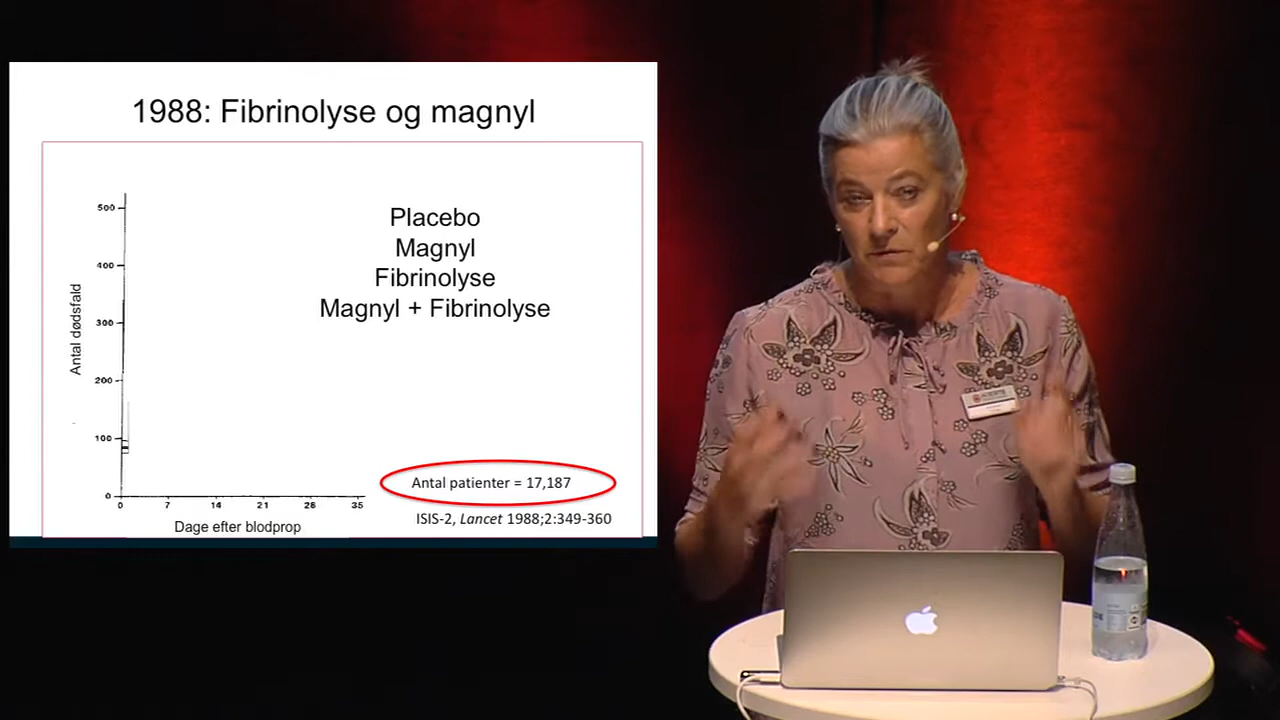 1988: Fibrinolyse og magnyl
Placebo
Magnyl
Fibrinolyse
Magnyl + Fibrinolyse
Antal dødsfald
500
400
300
200
100
0
0 7 14 21 28 35
Dage efter blodprop
Antal patienter = 17,187
ISIS-2, Lancet 1988;2:349-360